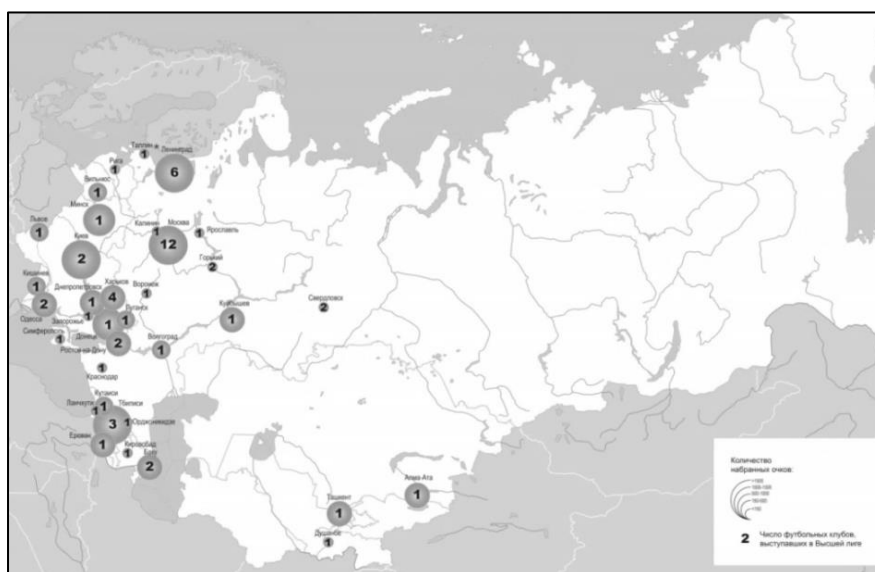 Таллин
1
Ленинград
6
Рига
1
Вильнюс
1
Минск
1
Львов
1
Калинин
1
Москва
12
1
Ярославль
Киев
2
Горький
2
Кишинев
1
Днепропетровск
1
Харьков
4
Воронеж
1
Свердловск
2
Одесса
2
Запорожье
1
Луганск
1
Куйбышев
1
Симферополь
1
Донецк
1
Ростов-на-Дону
2
Волгоград
1
1
Краснодар
Кутаиси
1
Ланчхути
1
Тбилиси
3
1
Орджоникидзе
Ереван
1
Кировобад
1
Баку
2
Алма-Ата
1
Ташкент
1
Душанбе
1
Количество
набранных очков:
2 Число футбольных клубов,
выступавших в Высшей лиге